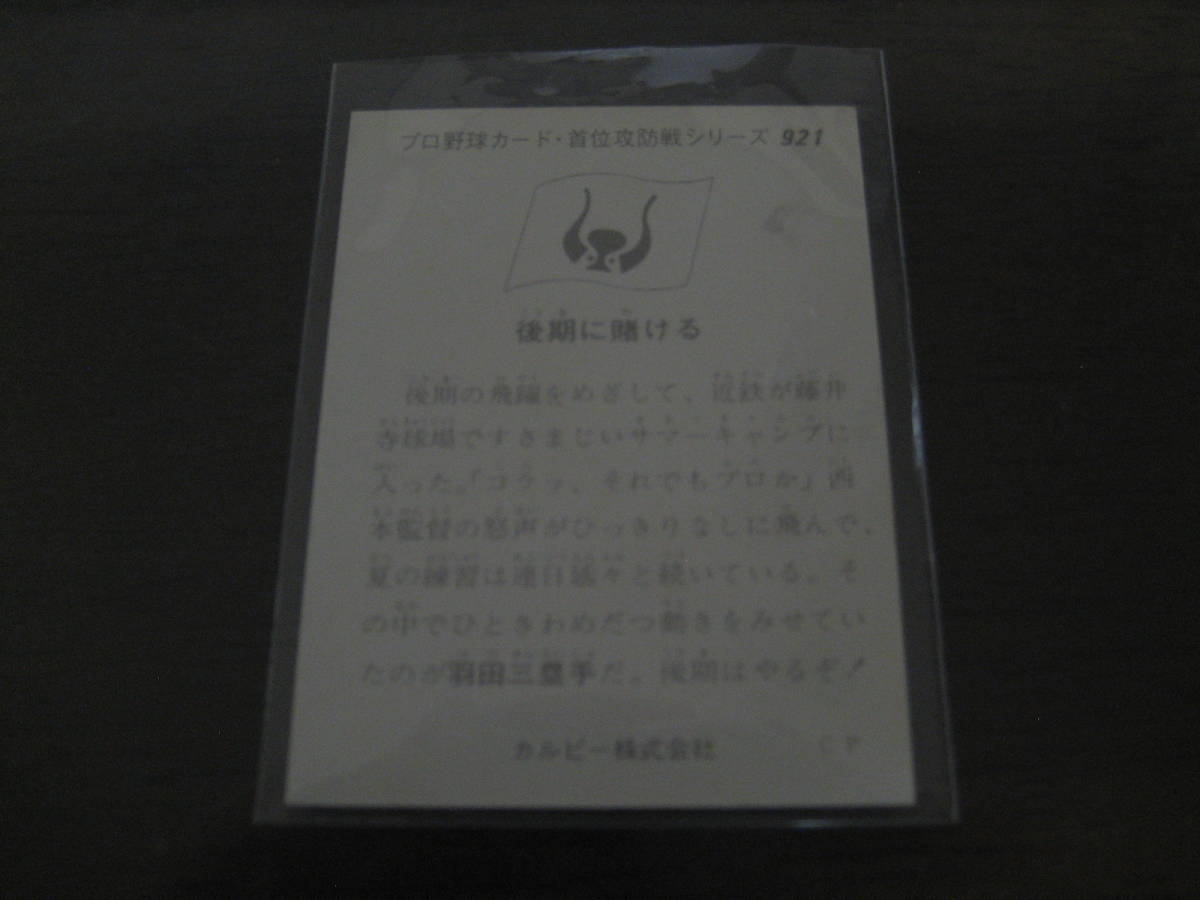 プロ野球カード・首位攻防戦シリーズ 921
後期に賭ける
後期の飛躍をめざして、近鉄が藤井
寺球場ですさまじいサマーキャンプに
入った。「コラッ、それでもプロか」西
本監督の怒声がひっきりなしに飛んで、
夏の練習は連日延々と続いている。そ
の中でひときわめだつ動きをみせてい
たのが羽田三塁手だ。後期はやるぞ！
カルビー株式会社 C P